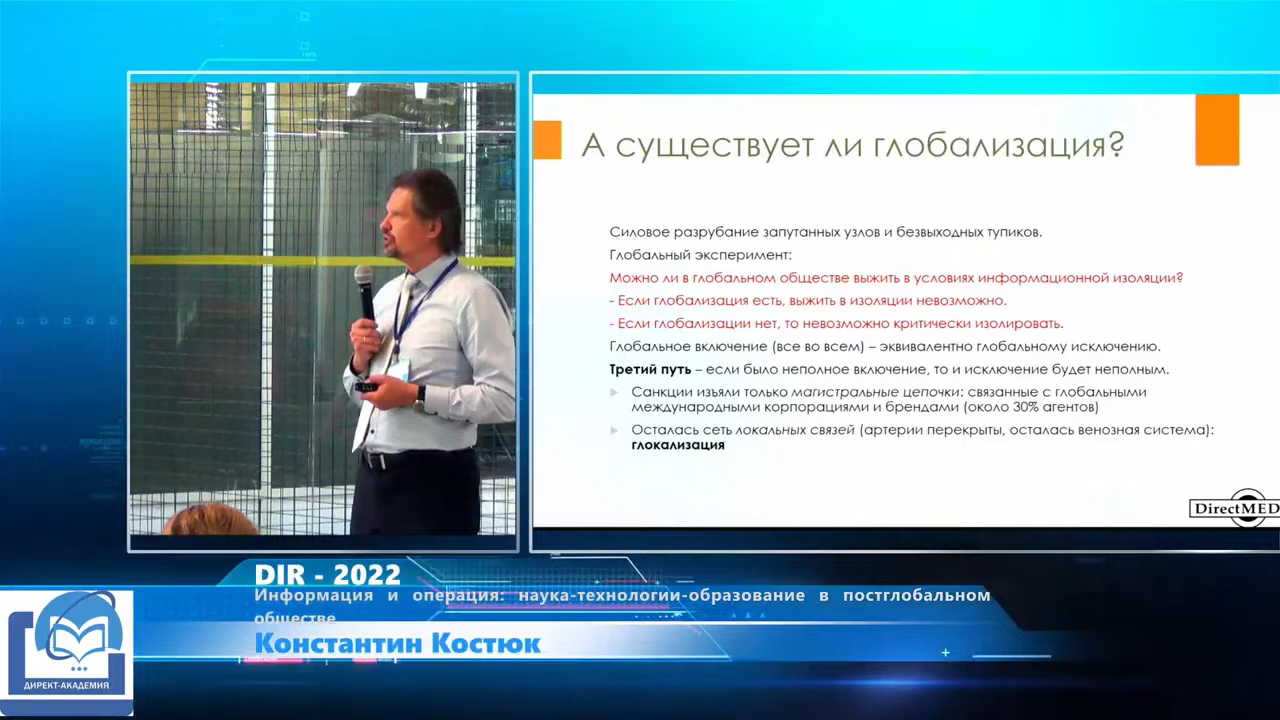 А существует ли глобализация?
Силовое разрубание запутанных узлов и безвыходных тупиков.
Глобальный эксперимент:
Можно ли в глобальном обществе выжить в условиях информационной изоляции?
- Если глобализация есть, выжить в изоляции невозможно.
- Если глобализации нет, то невозможно критически изолировать.
Глобальное включение (все во всем) – эквивалентно глобальному исключению.
Третий путь – если было неполное включение, то и исключение будет неполным.
Санкции изъяли только магистральные цепочки: связанные с глобальными
международными корпорациями и брендами (около 30% агентов)
Осталась сеть локальных связей (артерии перекрыты, осталась венозная система):
глокализация
DirectMED
DIR - 2022
Информация и операция: наука-технологии-образование в постглобальном
обществе
Константин Костюк
ДИРЕКТ-АКАДЕМИЯ